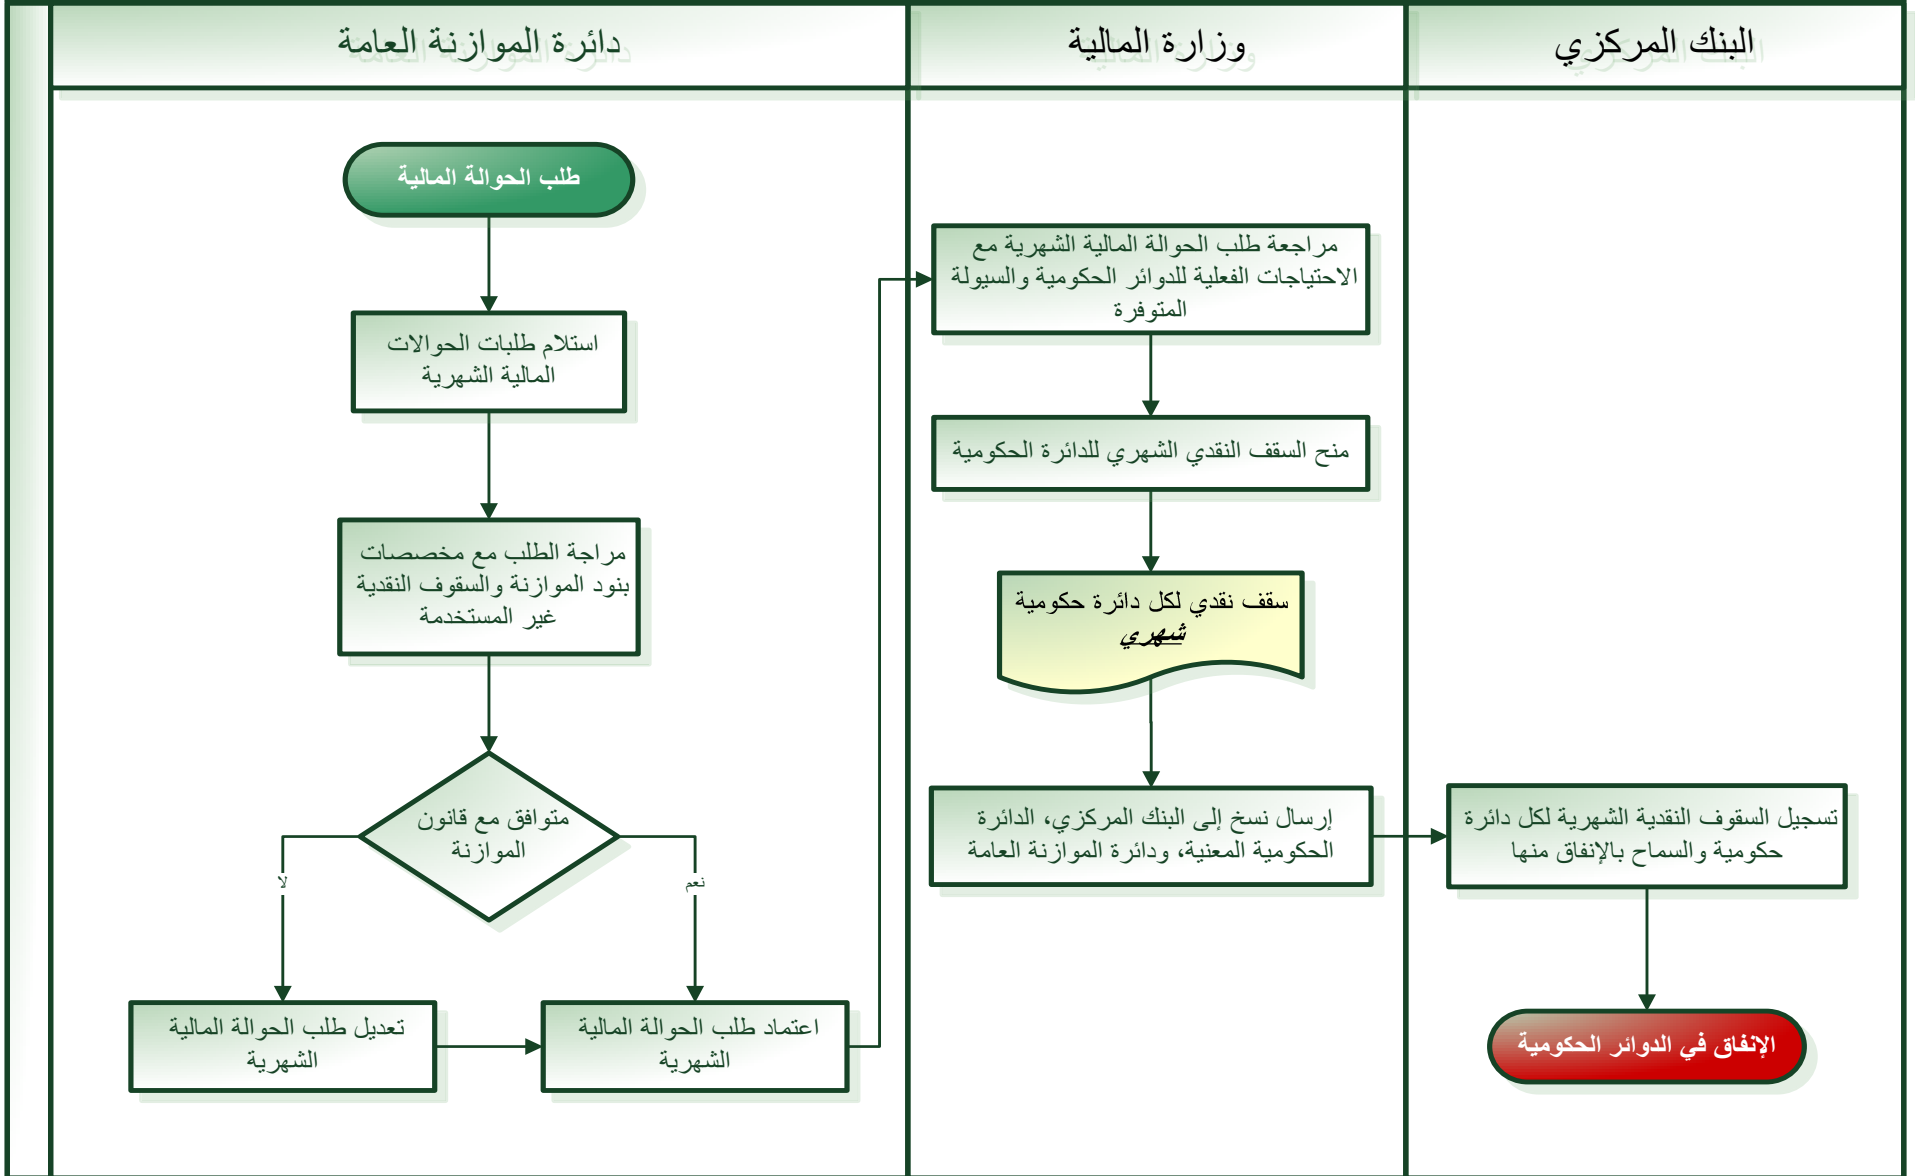 دائرة الموازنة العامة
وزارة المالية
البنك المركزي
طلب الحوالة المالية
استلام طلبات الحوالات
المالية الشهرية
مراجة الطلب مع مخصصات
بنود الموازنة والسقوف النقدية
غير المستخدمة
متوافق مع قانون
الموازنة
لا
نعم
تعديل طلب الحوالة المالية
الشهرية
اعتماد طلب الحوالة المالية
الشهرية
مراجعة طلب الحوالة المالية الشهرية مع
الاحتياجات الفعلية للدوائر الحكومية والسيولة
المتوفرة
منح السقف النقدي الشهري للدائرة الحكومية
سقف نقدي لكل دائرة حكومية
شهري
إرسال نسخ إلى البنك المركزي، الدائرة
الحكومية المعنية، ودائرة الموازنة العامة
تسجيل السقوف النقدية الشهرية لكل دائرة
حكومية والسماح بالإنفاق منها
الإنفاق في الدوائر الحكومية